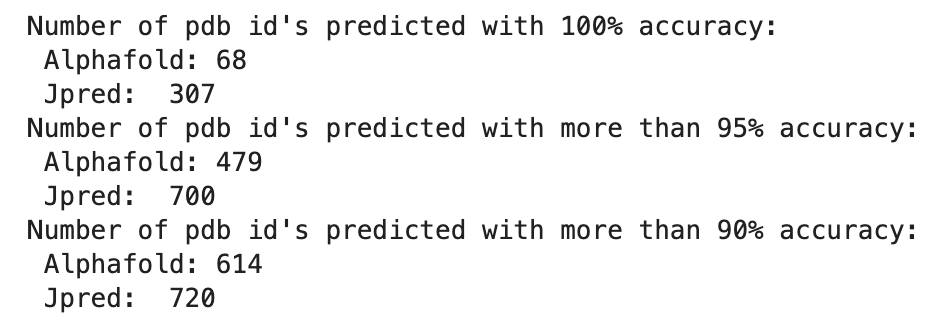 Number of pdb id's predicted with 100% accuracy:
 Alphafold: 68
 Jpred:  307
Number of pdb id's predicted with more than 95% accuracy:
 Alphafold: 479
 Jpred:  700
Number of pdb id's predicted with more than 90% accuracy:
 Alphafold: 614
 Jpred:  720